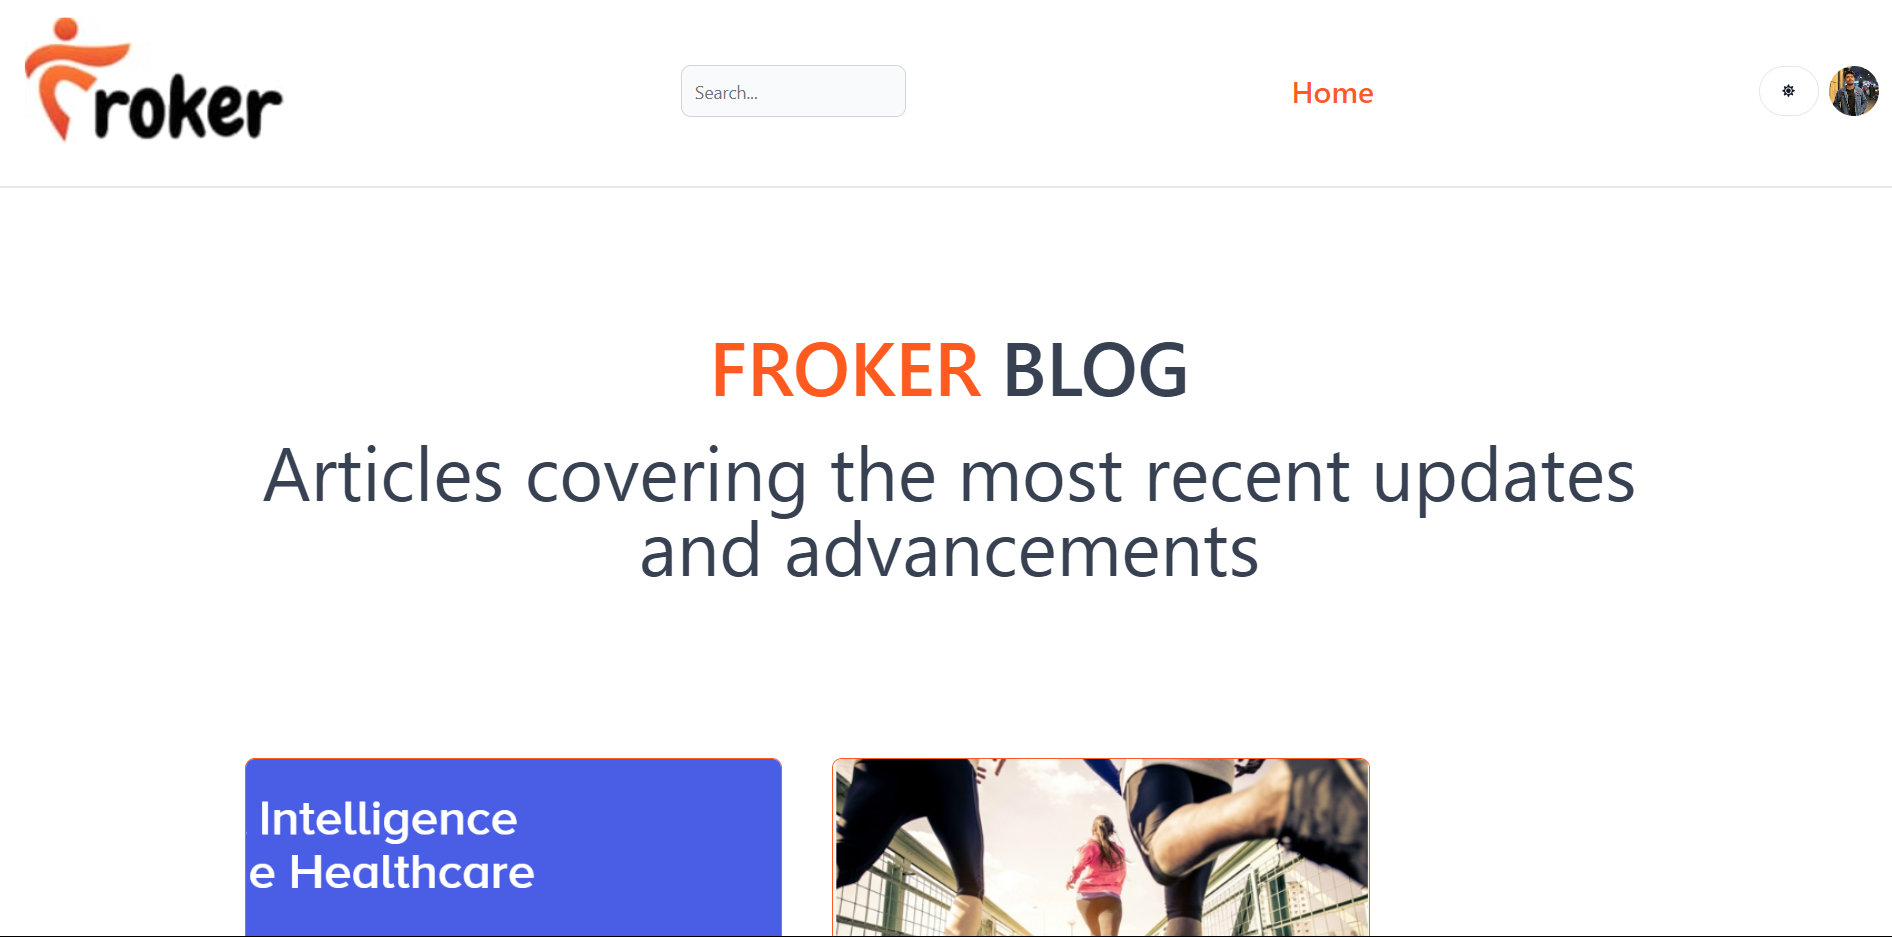 Froker
Search...
Home
FROKER BLOG
Articles covering the most recent updates
and advancements
Intelligence
e Healthcare